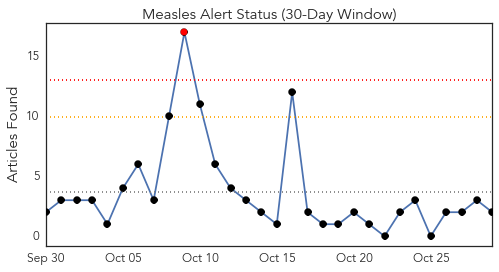 Measles Alert Status (30-Day Window)
Articles Found
15
10
5
0
Sep 30
Oct 05
Oct 10
Oct 15
Oct 20
Oct 25